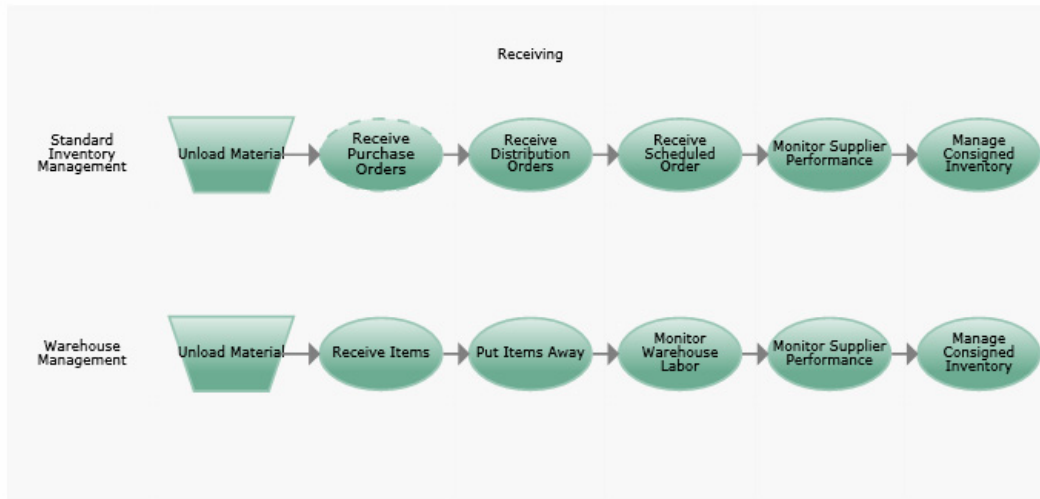 Receiving
Standard
Inventory
Management
Unload Material
Receive
Purchase
Orders
Receive
Distribution
Orders
Receive
Scheduled
Order
Monitor Supplier
Performance
Manage
Consigned
Inventory
Warehouse
Management
Unload Material
Receive Items
Put Items Away
Monitor
Warehouse
Labor
Monitor Supplier
Performance
Manage
Consigned
Inventory